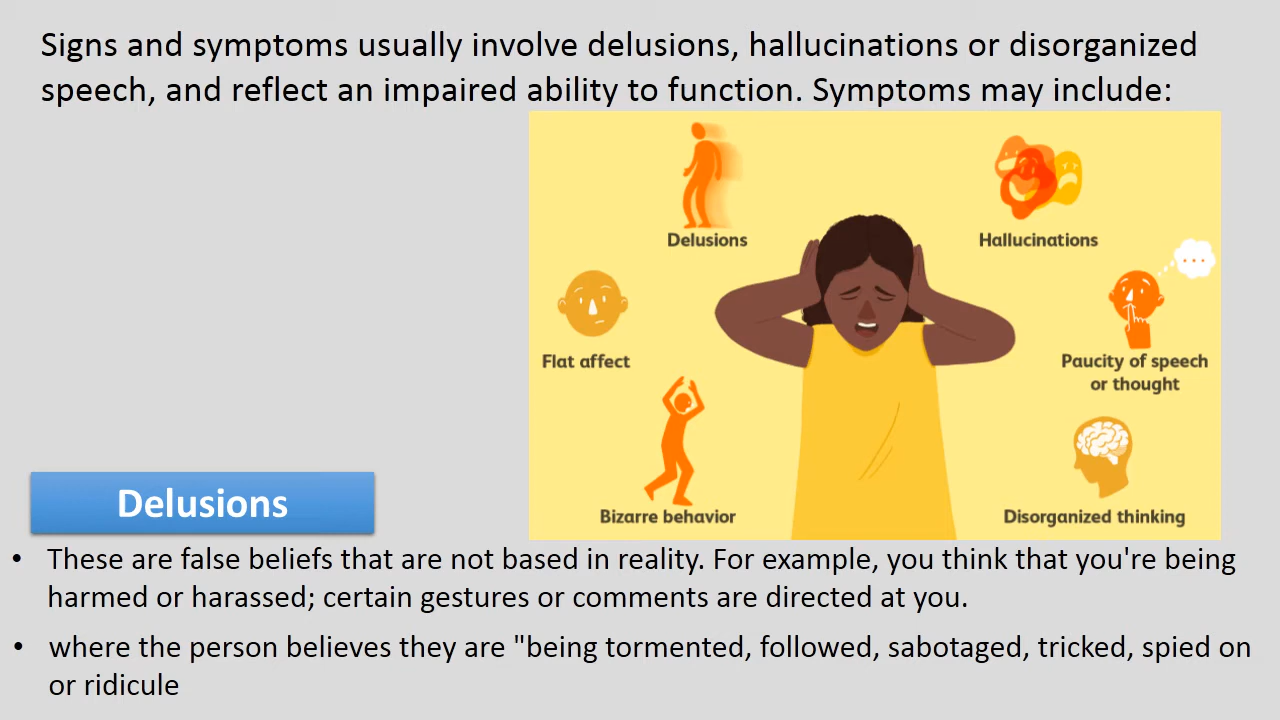 Signs and symptoms usually involve delusions, hallucinations or disorganized
speech, and reflect an impaired ability to function. Symptoms may include:
Delusions
Hallucinations
Flat affect
Paucity of speech
or thought
Bizarre behavior
Disorganized thinking
Delusions
• These are false beliefs that are not based in reality. For example, you think that you're being
harmed or harassed; certain gestures or comments are directed at you.
• where the person believes they are "being tormented, followed, sabotaged, tricked, spied on
or ridicule